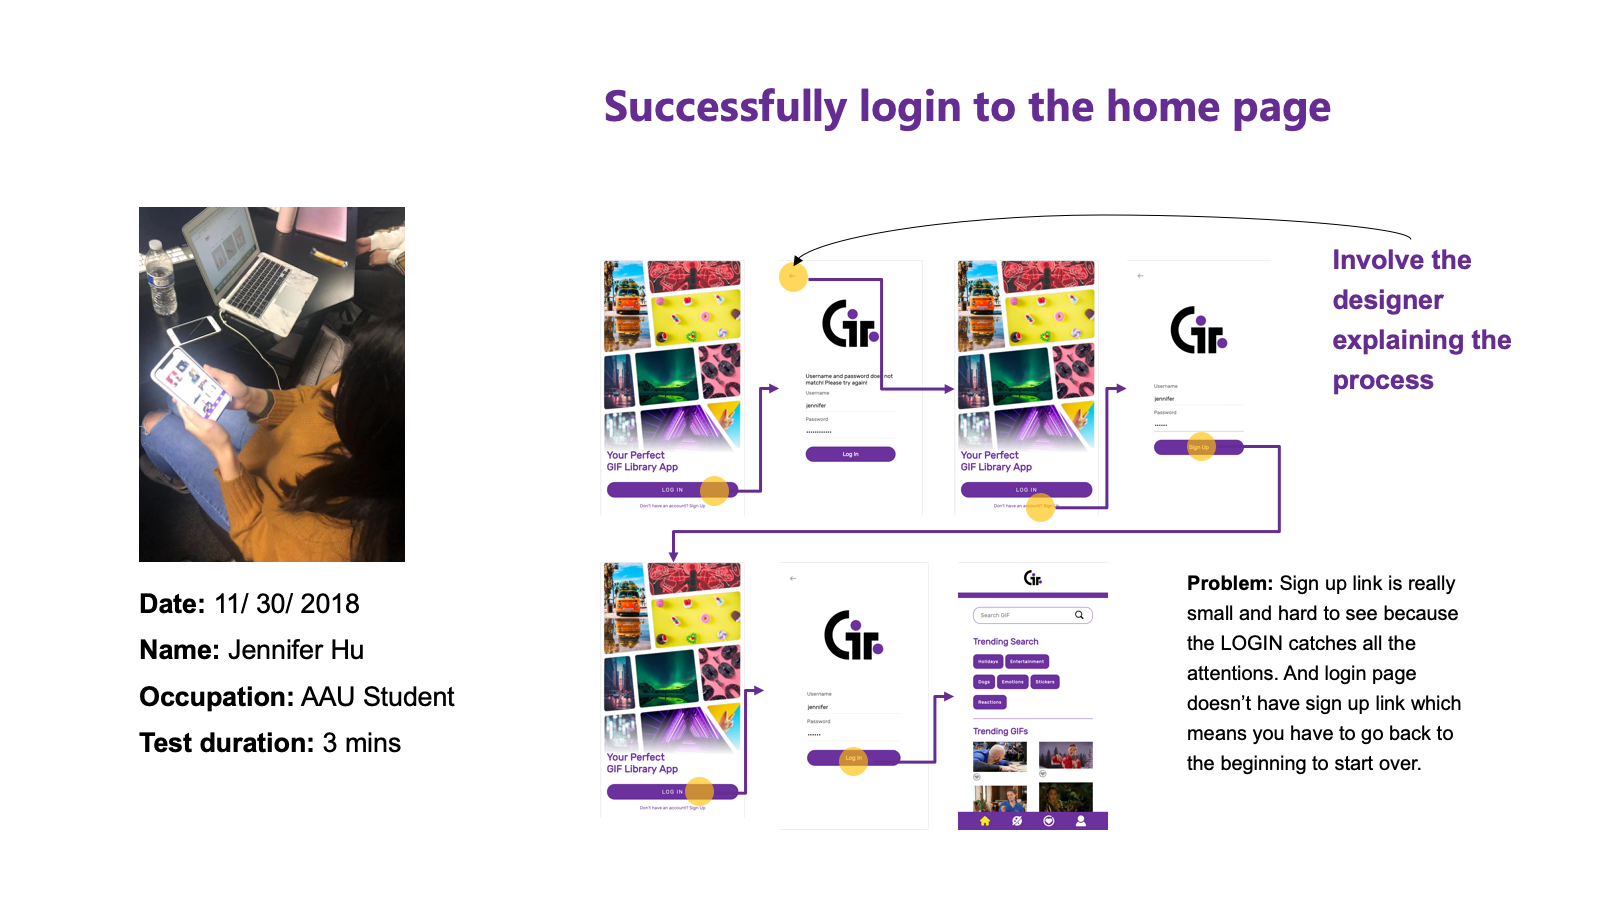 Successfully login to the home page
Involve the
designer
explaining the
process
Your Perfect
GIF Library App
LOG IN
Don't have an account? Sign Up
Gir.
Username and password does not
match! Please try again!
Username
jennifer
Password
Log In
Your Perfect
GIF Library App
LOG IN
Don't have an account? Sign Up
Gir.
Username
jennifer
Password
Sign Up
Your Perfect
GIF Library App
LOG IN
Don't have an account? Sign Up
Gir.
Username
jennifer
Password
Log In
Gir.
Search GIF
Trending Search
Holidays Entertainment
Dogs Emotions Stickers
Reactions
Trending GIFs
Date: 11/ 30/ 2018
Name: Jennifer Hu
Occupation: AAU Student
Test duration: 3 mins
Problem: Sign up link is really
small and hard to see because
the LOGIN catches all the
attentions. And login page
doesn’t have sign up link which
means you have to go back to
the beginning to start over.